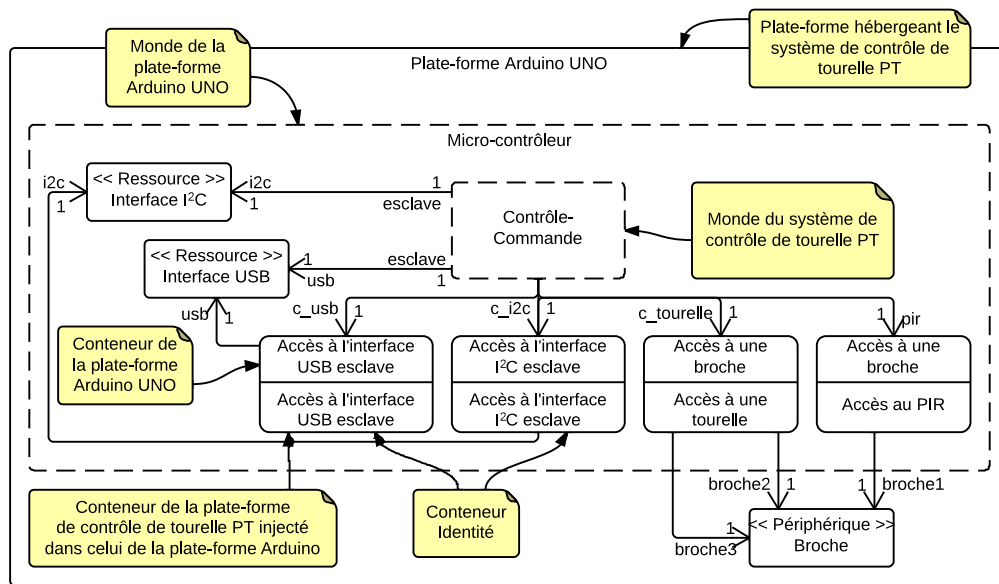 Monde de la
plate-forme
Arduino UNO
Plate-forme Arduino UNO
Plate-forme hébergeant le
système de contrôle de
tourelle PT
Micro-contrôleur
i2c
1
<< Ressource >>
Interface I²C
i2c
1
1
esclave
Contrôle-
Commande
Monde du système de
contrôle de tourelle PT
<< Ressource >>
Interface USB
1
usb
esclave
1
usb
1
c_usb
1
c_i2c
1
c_tourelle
1
1
pir
Conteneur de
la plate-forme
Arduino UNO
Accès à l'interface
USB esclave
Accès à l'interface
USB esclave
Accès à l'interface
I²C esclave
Accès à l'interface
I²C esclave
Accès à une
broche
Accès à une
tourelle
Accès à une
broche
Accès au PIR
Conteneur de la plate-forme
de contrôle de tourelle PT injecté
dans celui de la plate-forme Arduino
Conteneur
Identité
broche2
1
1
broche1
1
broche3
<< Périphérique >>
Broche